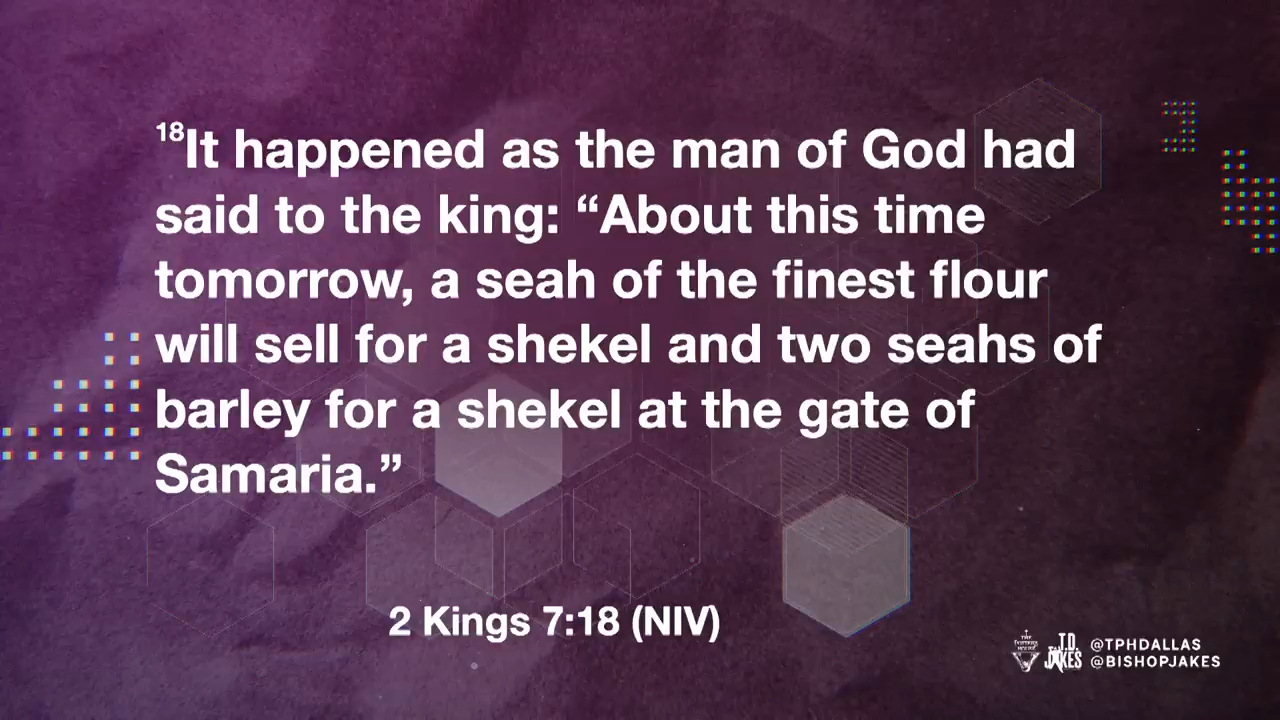 ¹⁸It happened as the man of God had
said to the king: “About this time
tomorrow, a seah of the finest flour
will sell for a shekel and two seahs of
barley for a shekel at the gate of
Samaria.”
2 Kings 7:18 (NIV)
T.D.
JAKES
@TPHDALLAS
@BISHOPJAKES